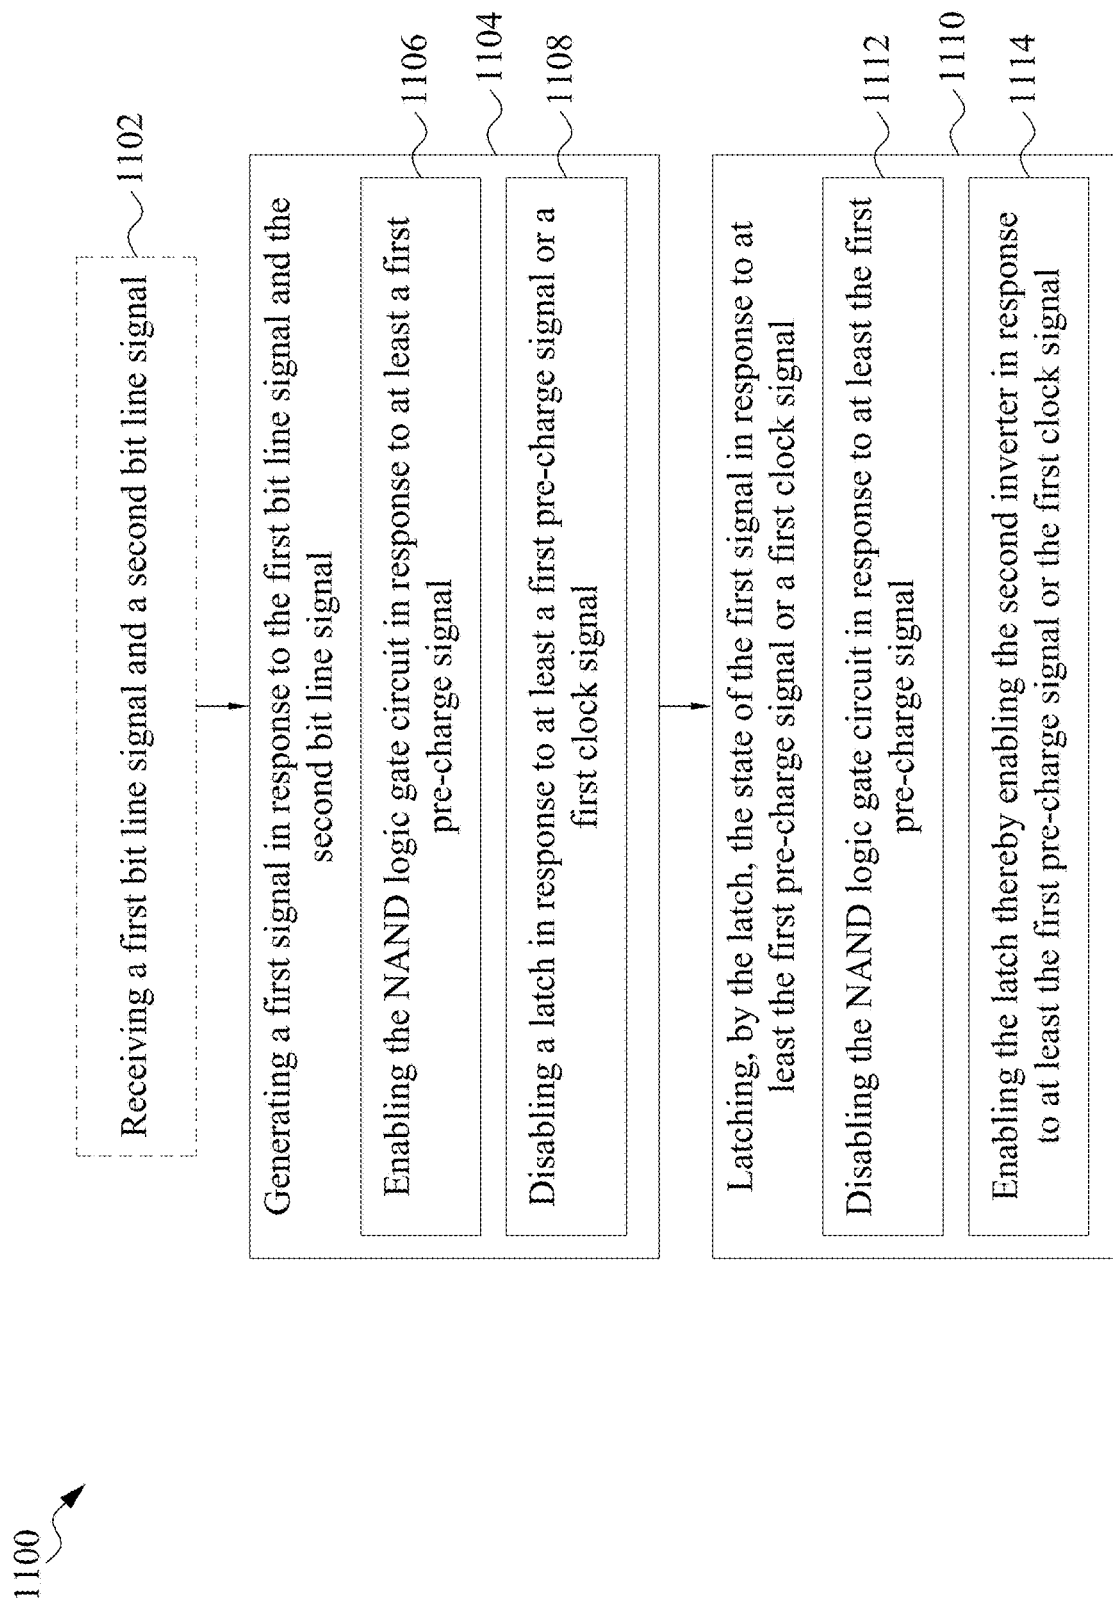 1100
Receiving a first bit line signal and a second bit line signal
1102
Generating a first signal in response to the first bit line signal and the
second bit line signal
1104
Enabling the NAND logic gate circuit in response to at least a first
pre-charge signal
1106
Disabling a latch in response to at least a first pre-charge signal or a
first clock signal
1108
Latching, by the latch, the state of the first signal in response to at
least the first pre-charge signal or a first clock signal
1110
Disabling the NAND logic gate circuit in response to at least the first
pre-charge signal
1112
Enabling the latch thereby enabling the second inverter in response
to at least the first pre-charge signal or the first clock signal
1114